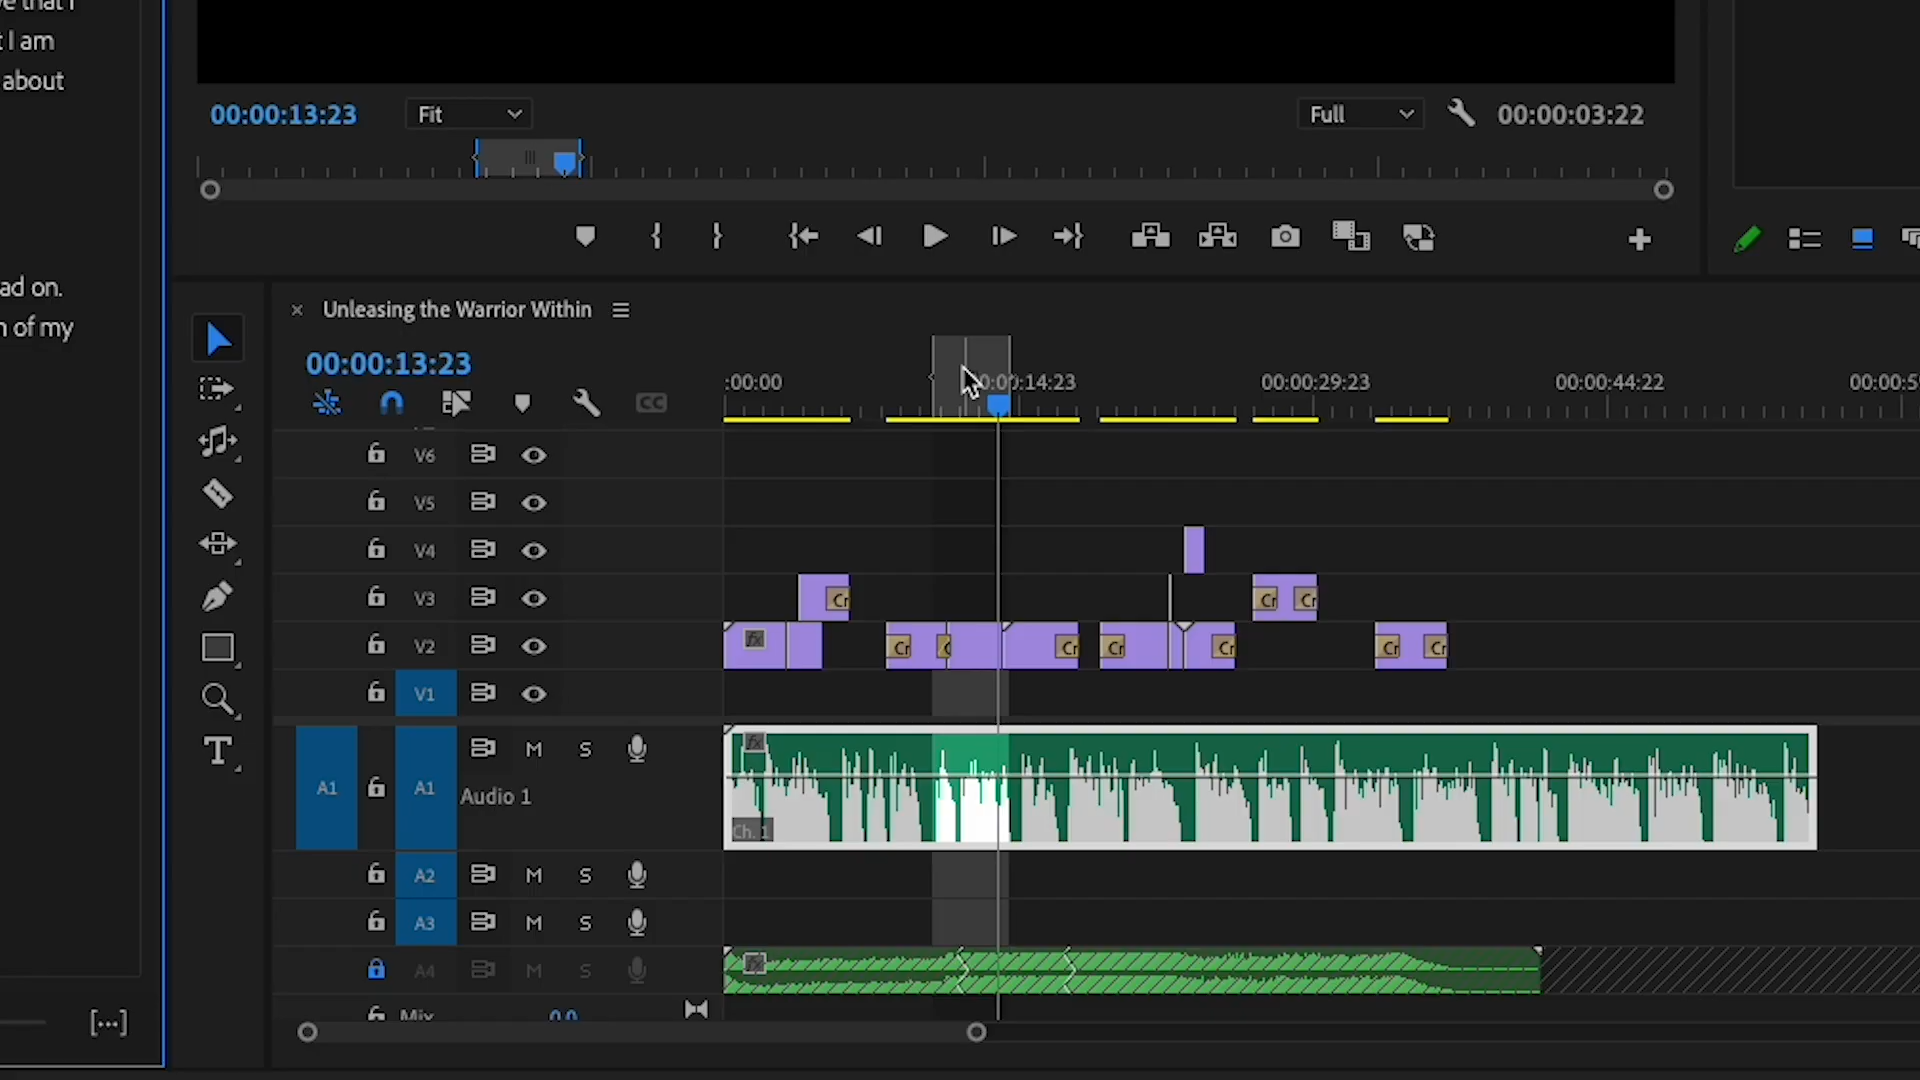 t I am
about
ad on.
n of my
00:00:13:23
Fit
Full
00:00:03:22
Unleasing the Warrior Within
00:00:13:23
:00:00
00:00:14:23
00:00:29:23
00:00:44:22
00:00:5
CC
V6
V5
V4
V3
Cr
Cr
Cr
V2
fx
Cr
C
Cr
Cr
Cr
Cr
Cr
V1
A1
A1
M
S
Audio 1
fx
Ch. 1
A2
M
S
A3
M
S
A4
M
S
fx
Mix
0.0
T
[...]